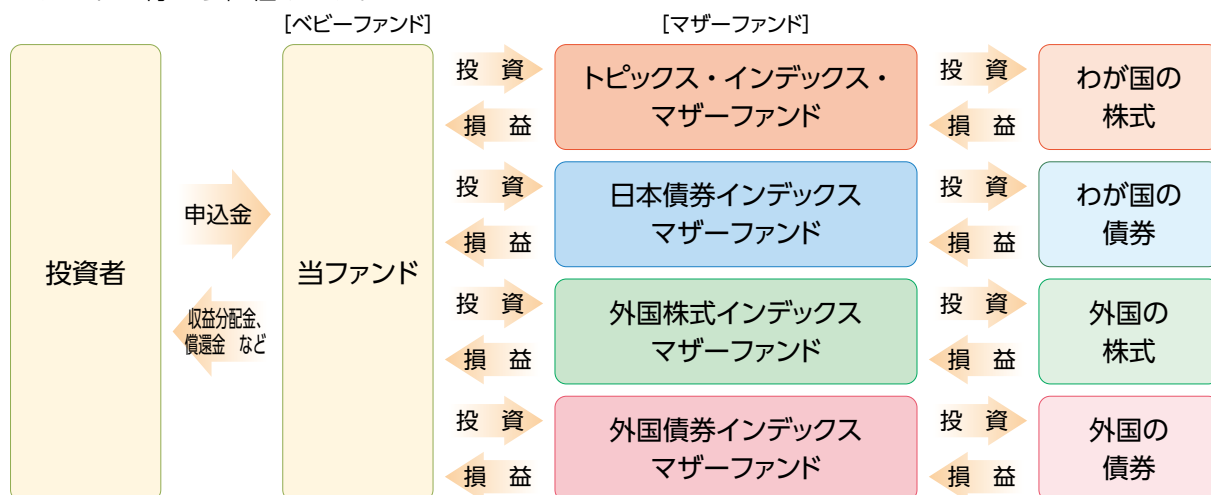 [ベビーファンド]
[マザーファンド]
投資者
申込金
収益分配金、
償還金 など
当ファンド
投 資
損 益
トピックス・インデックス・
マザーファンド
投 資
損 益
わが国の
株式
投 資
損 益
日本債券インデックス
マザーファンド
投 資
損 益
わが国の
債券
投 資
損 益
外国株式インデックス
マザーファンド
投 資
損 益
外国の
株式
投 資
損 益
外国債券インデックス
マザーファンド
投 資
損 益
外国の
債券